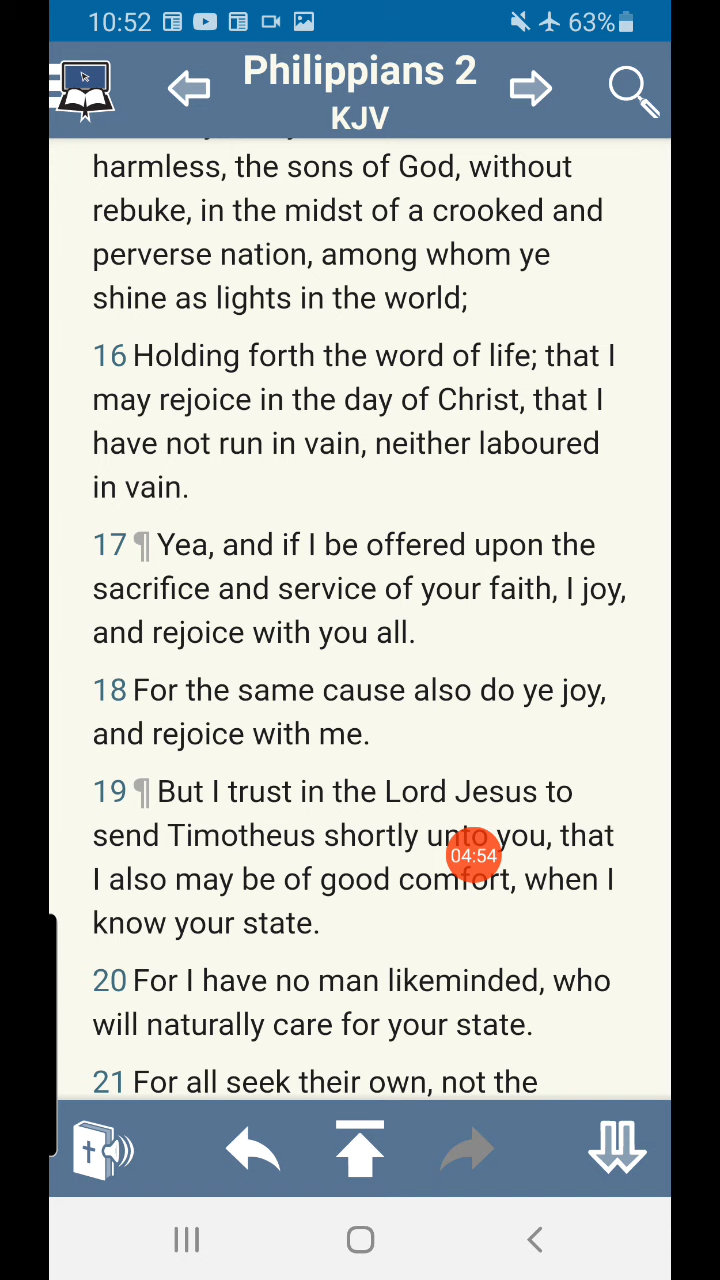 10:52 63%
Philippians 2
KJV
harmless, the sons of God, without
rebuke, in the midst of a crooked and
perverse nation, among whom ye
shine as lights in the world;
16 Holding forth the word of life; that I
may rejoice in the day of Christ, that I
have not run in vain, neither laboured
in vain.
17 ¶ Yea, and if I be offered upon the
sacrifice and service of your faith, I joy,
and rejoice with you all.
18 For the same cause also do ye joy,
and rejoice with me.
19 ¶ But I trust in the Lord Jesus to
send Timotheus shortly unto you, that
04:54
I also may be of good comfort, when I
know your state.
20 For I have no man likeminded, who
will naturally care for your state.
21 For all seek their own, not the